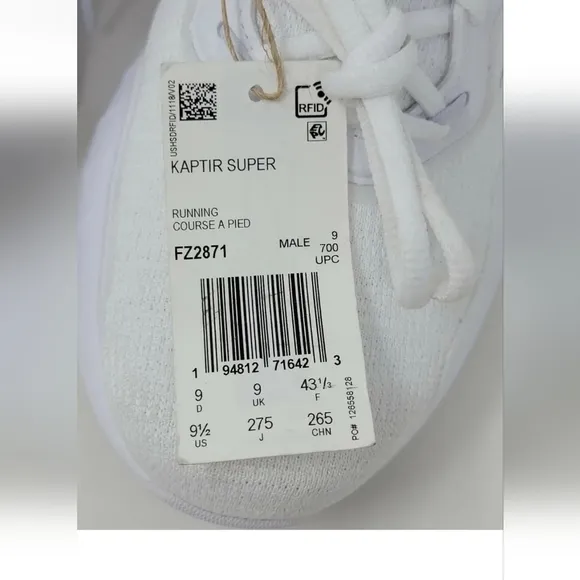 USHSDRFID/1118/V02
RFID
KAPTIR SUPER
RUNNING
COURSE A PIED
FZ2871
MALE 9
700
UPC
1 94812 71642 3
9 9 43⅓
D UK F
9½ 275 265
US J CHN
PO# 126558128